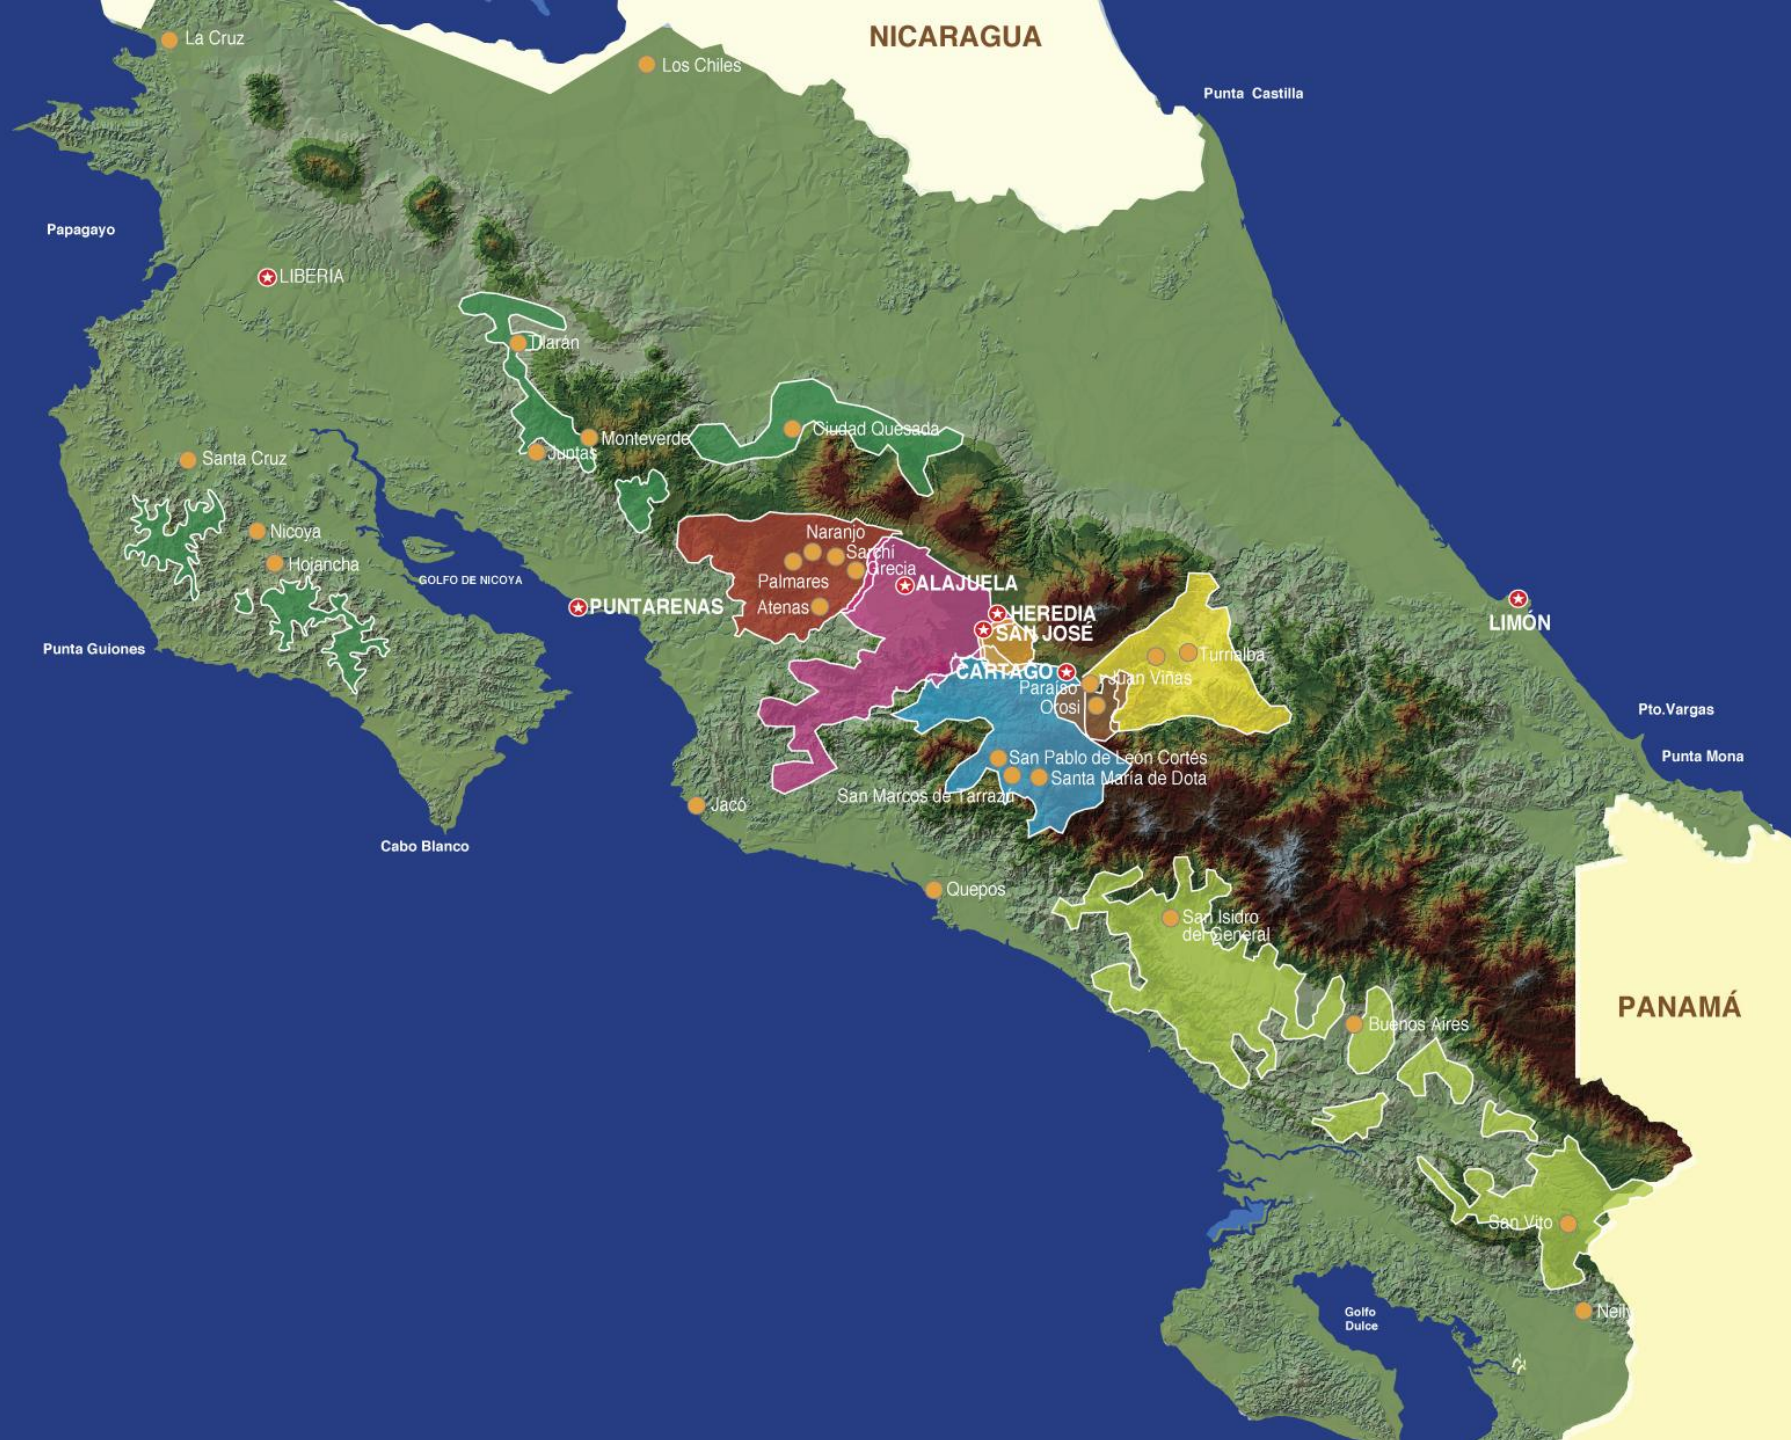 NICARAGUA
La Cruz
Los Chiles
Punta Castilla
Papagayo
LIBERIA
Tilarán
Monteverde
Ciudad Quesada
Juntas
Santa Cruz
Nicoya
Hojancha
GOLFO DE NICOYA
Naranjo
Sarchí
Grecia
Palmares
ALAJUELA
Atenas
PUNTARENAS
HEREDIA
SAN JOSÉ
LIMÓN
Punta Guiones
Turrialba
CARTAGO
Juan Viñas
Paraíso
Orosi
Pto.Vargas
Punta Mona
San Pablo de León Cortés
Santa María de Dota
San Marcos de Tarrazú
Jacó
Cabo Blanco
Quepos
San Isidro
del General
PANAMÁ
Buenos Aires
San Vito
Golfo
Dulce